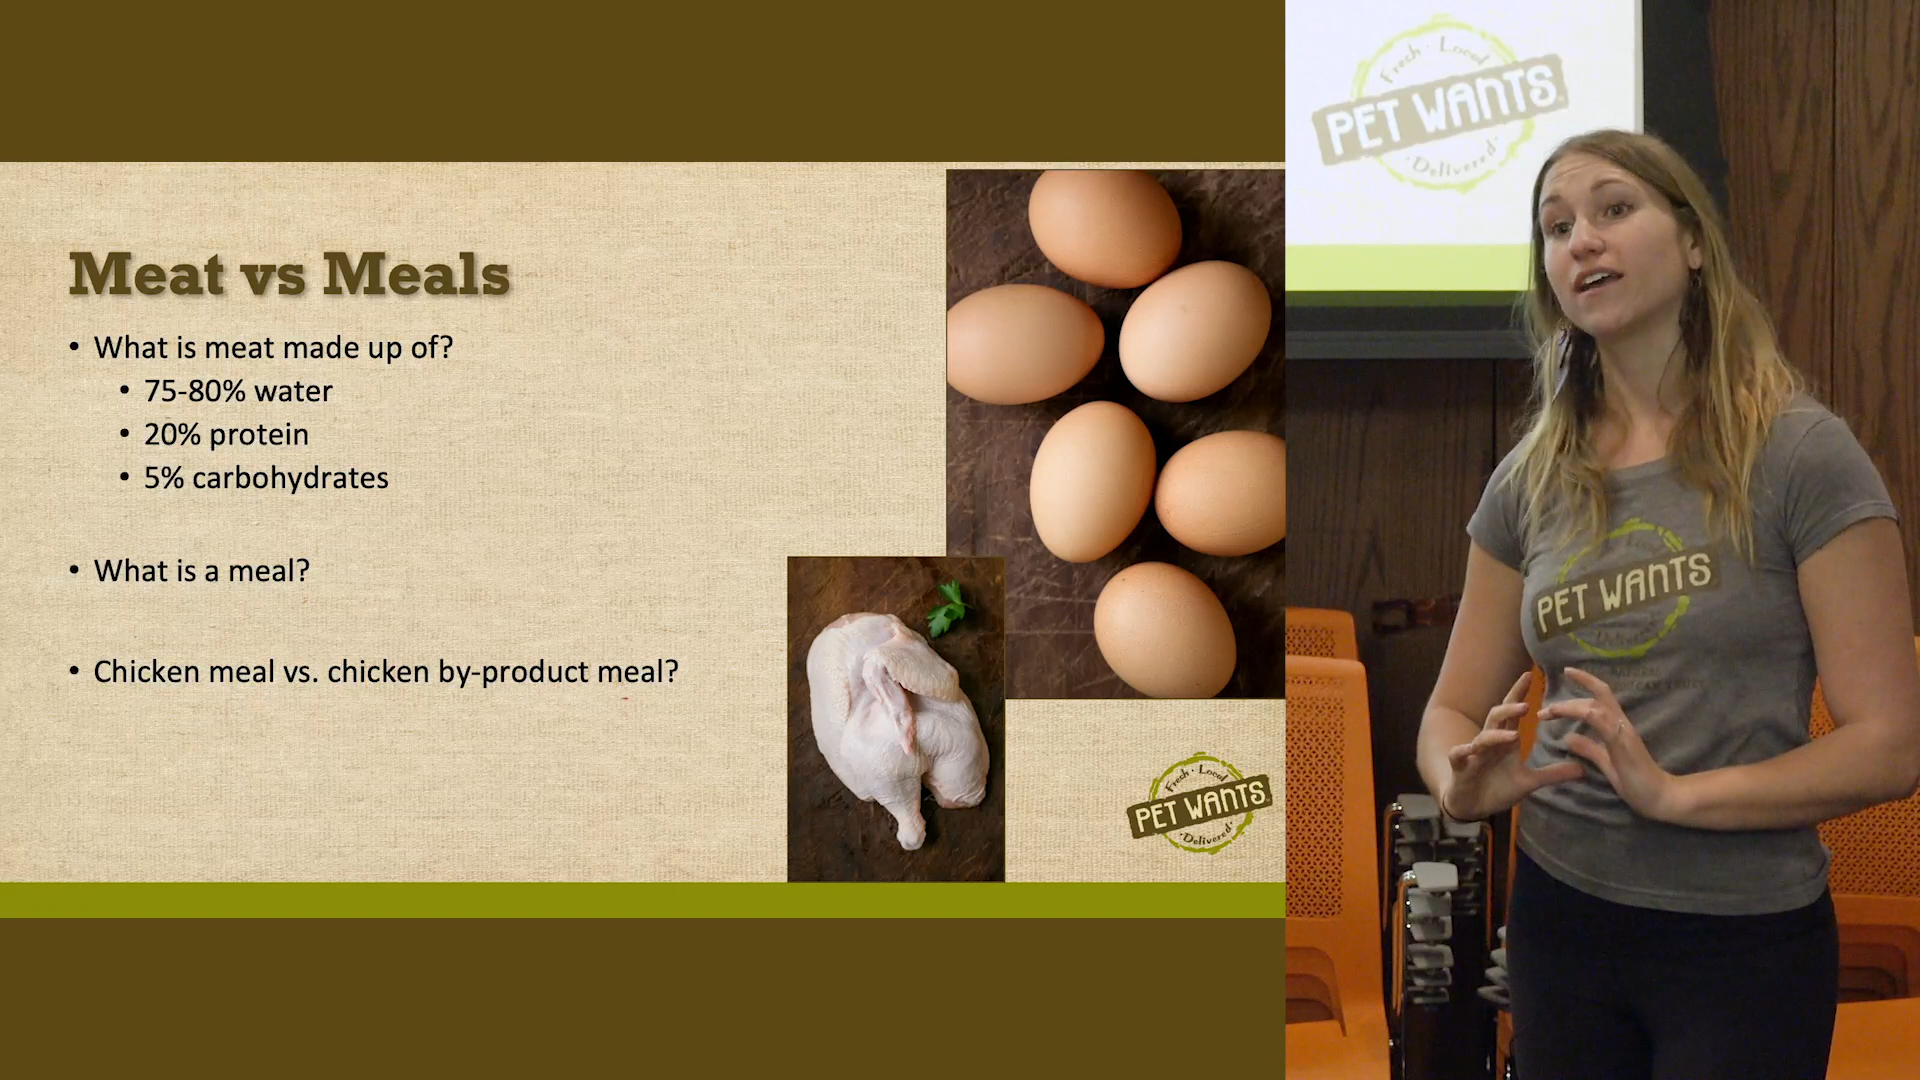 Meat vs Meals
• What is meat made up of?
• 75-80% water
• 20% protein
• 5% carbohydrates
• What is a meal?
• Chicken meal vs. chicken by-product meal?
Fresh · Local
PET WANTS
· Delivered ·
Fresh · Local
PET WANTS
· Delivered ·
PET WANTS